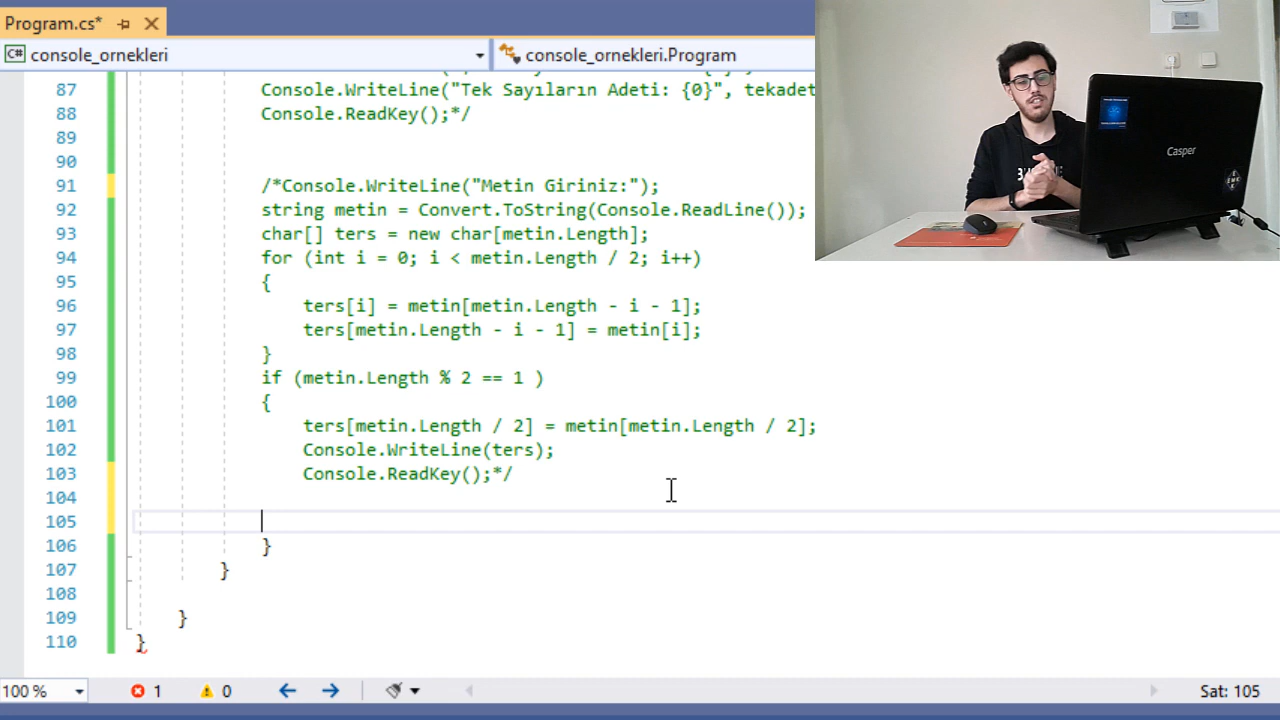 Program.cs*
C# console_ornekleri
console_ornekleri.Program
87 Console.WriteLine("Tek Sayıların Adeti: {0}", tekadet
88 Console.ReadKey();*/
89
90
91 /*Console.WriteLine("Metin Giriniz:");
92 string metin = Convert.ToString(Console.ReadLine());
93 char[] ters = new char[metin.Length];
94 for (int i = 0; i < metin.Length / 2; i++)
95 {
96 ters[i] = metin[metin.Length - i - 1];
97 ters[metin.Length - i - 1] = metin[i];
98 }
99 if (metin.Length % 2 == 1 )
100 {
101 ters[metin.Length / 2] = metin[metin.Length / 2];
102 Console.WriteLine(ters);
103 Console.ReadKey();*/
104
105
106 }
107 }
108
109 }
110 }
100 % 1 0 Sat: 105
Casper